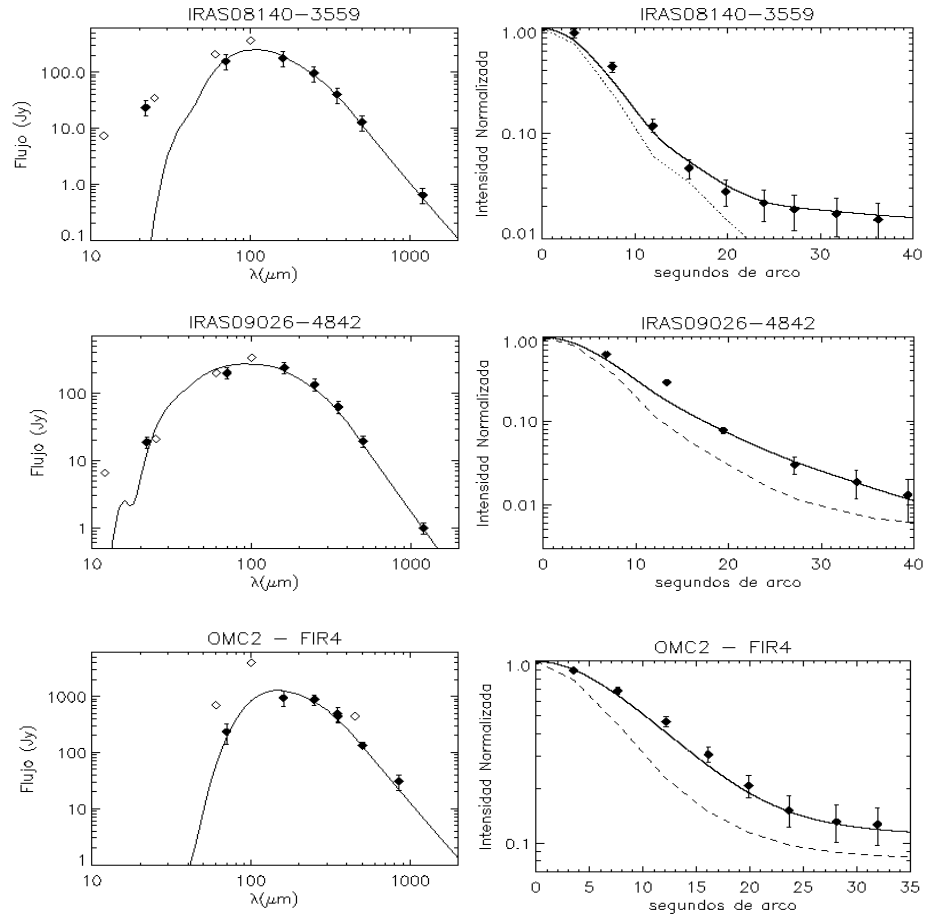 IRAS08140-3559
Flujo (Jy)
100.0
10.0
1.0
0.1
10 100 1000
λ(μm)
IRAS08140-3559
Intensidad Normalizada
1.00
0.10
0.01
0 10 20 30 40
segundos de arco
IRAS09026-4842
Flujo (Jy)
100
10
1
10 100 1000
λ(μm)
IRAS09026-4842
Intensidad Normalizada
1.00
0.10
0.01
0 10 20 30 40
segundos de arco
OMC2 - FIR4
Flujo (Jy)
1000
100
10
1
10 100 1000
λ(μm)
OMC2 - FIR4
Intensidad Normalizada
1.0
0.1
0 5 10 15 20 25 30 35
segundos de arco